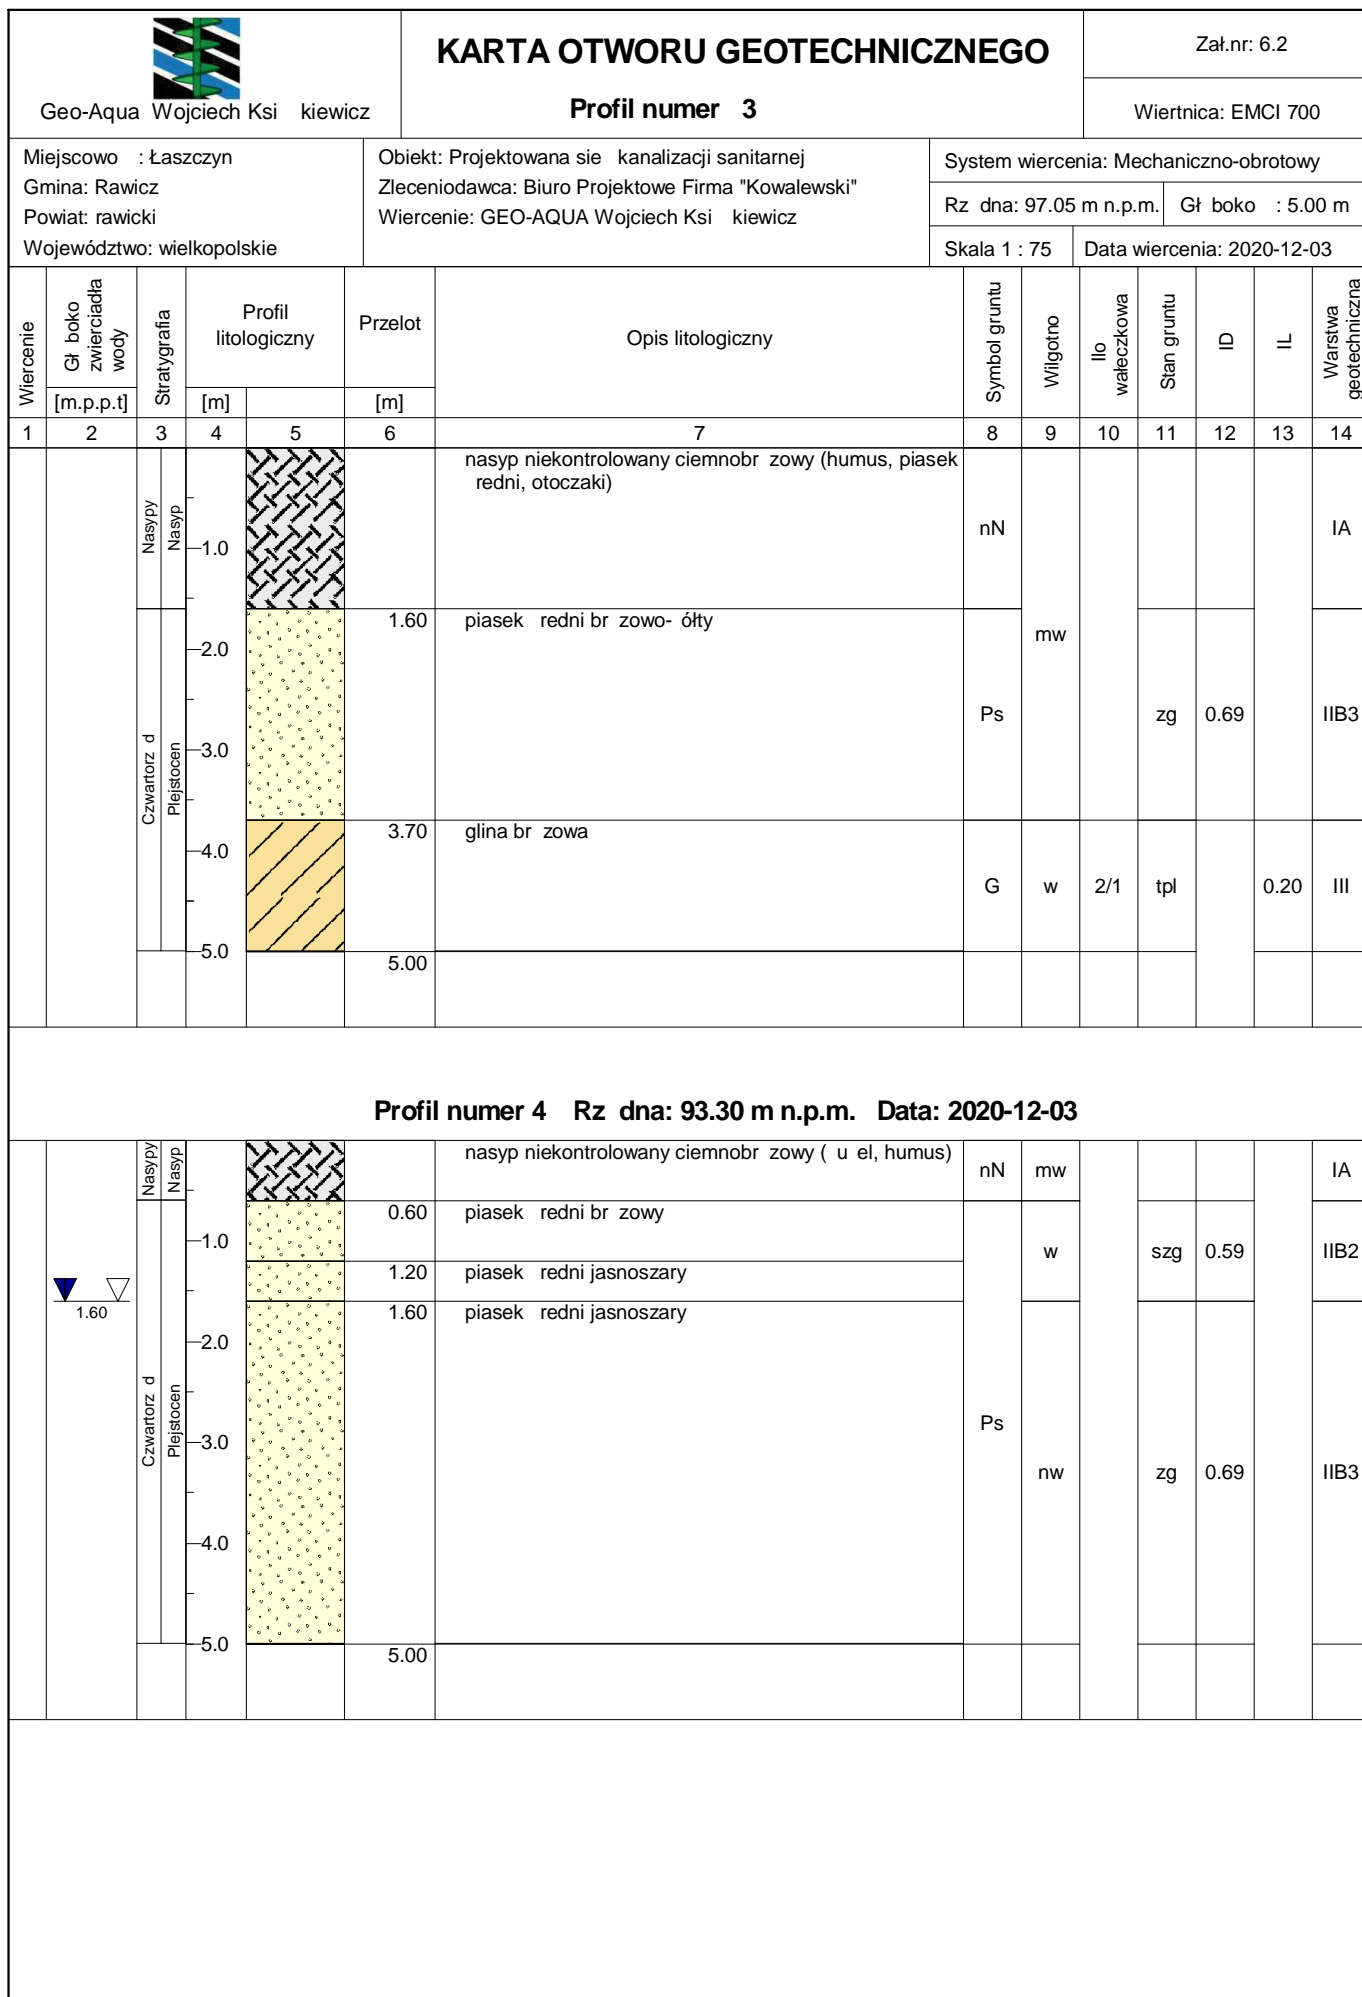 KARTA OTWORU GEOTECHNICZNEGO
Profil numer 3
Zał.nr: 6.2
Wiertnica: EMCI 700
Geo-Aqua Wojciech Ksi kiewicz
Miejscowo : Łaszczyn
Gmina: Rawicz
Powiat: rawicki
Województwo: wielkopolskie
Obiekt: Projektowana sie kanalizacji sanitarnej
Zleceniodawca: Biuro Projektowe Firma "Kowalewski"
Wiercenie: GEO-AQUA Wojciech Ksi kiewicz
System wiercenia: Mechaniczno-obrotowy
Rz dna: 97.05 m n.p.m. Gł boko : 5.00 m
Skala 1 : 75 Data wiercenia: 2020-12-03
Wiercenie
Gł boko
zwierciadła
wody
[m.p.p.t]
Stratygrafia
Profil
litologiczny
[m]
Przelot
[m]
Opis litologiczny
Symbol gruntu
Wilgotno
Ilo
wałeczkowa
Stan gruntu
ID
IL
Warstwa
geotechniczna
1 2 3 4 5 6 7 8 9 10 11 12 13 14
Nasypy
Nasyp
nasyp niekontrolowany ciemnobr zowy (humus, piasek
redni, otoczaki)
nN
IA
1.0
1.60 piasek redni br zowo- ółty
mw
2.0
Ps zg 0.69 IIB3
3.0
Czwartorz d
Plejstocen
3.70 glina br zowa
4.0
G w 2/1 tpl 0.20 III
5.0
5.00
Profil numer 4 Rz dna: 93.30 m n.p.m. Data: 2020-12-03
Nasypy
Nasyp
nasyp niekontrolowany ciemnobr zowy ( u el, humus)
nN mw IA
0.60 piasek redni br zowy
1.0
w szg 0.59 IIB2
1.20 piasek redni jasnoszary
1.60
1.60 piasek redni jasnoszary
2.0
Czwartorz d
Plejstocen
Ps
3.0
nw zg 0.69 IIB3
4.0
5.0
5.00